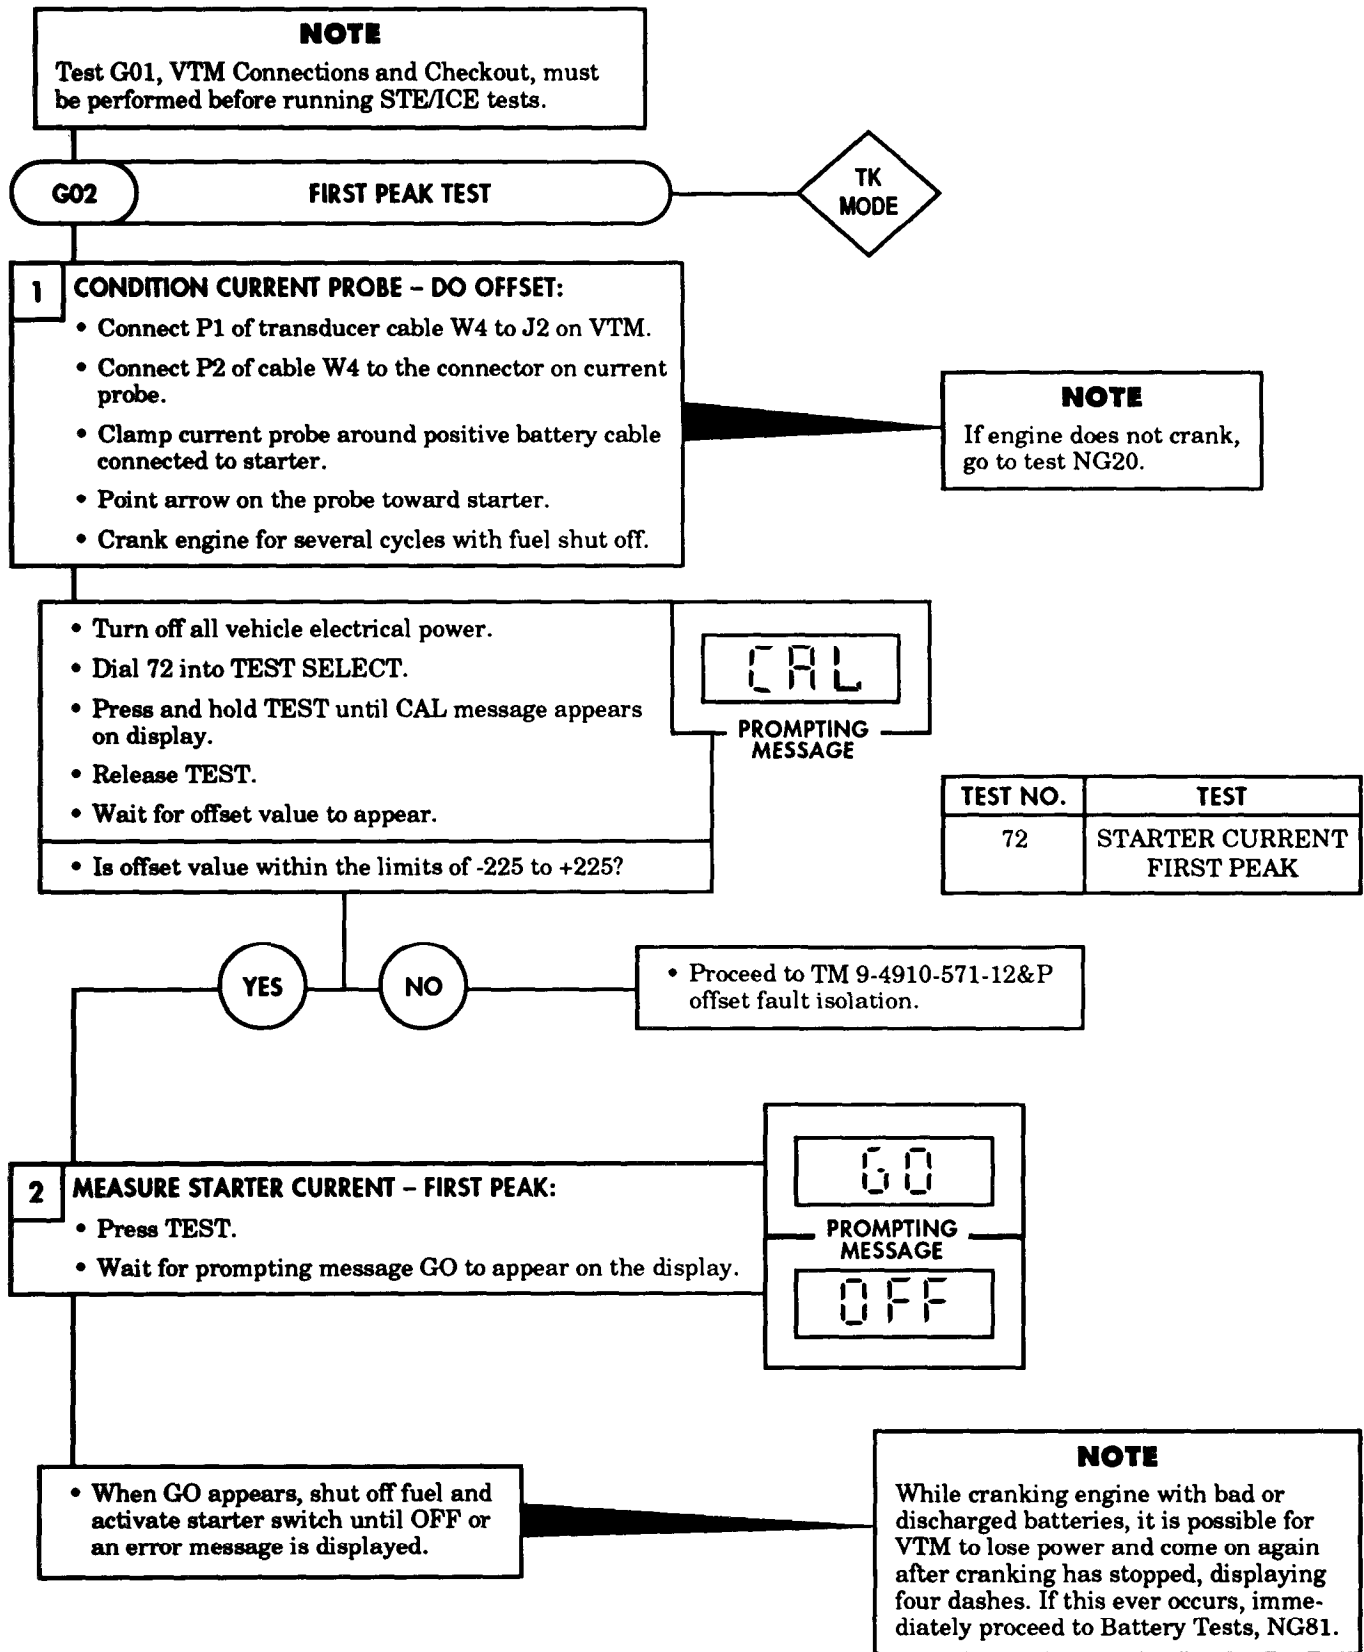 NOTE
Test G01, VTM Connections and Checkout, must
be performed before running STE/ICE tests.
G02
FIRST PEAK TEST
TK
MODE
1
CONDITION CURRENT PROBE – DO OFFSET:
• Connect P1 of transducer cable W4 to J2 on VTM.
• Connect P2 of cable W4 to the connector on current
probe.
• Clamp current probe around positive battery cable
connected to starter.
• Point arrow on the probe toward starter.
• Crank engine for several cycles with fuel shut off.
NOTE
If engine does not crank,
go to test NG20.
• Turn off all vehicle electrical power.
• Dial 72 into TEST SELECT.
• Press and hold TEST until CAL message appears
on display.
• Release TEST.
• Wait for offset value to appear.
• Is offset value within the limits of -225 to +225?
CAL
PROMPTING
MESSAGE
TEST NO. TEST
72 STARTER CURRENT
FIRST PEAK
YES
NO
• Proceed to TM 9-4910-571-12&P
offset fault isolation.
2
MEASURE STARTER CURRENT – FIRST PEAK:
• Press TEST.
• Wait for prompting message GO to appear on the display.
GO
PROMPTING
MESSAGE
OFF
• When GO appears, shut off fuel and
activate starter switch until OFF or
an error message is displayed.
NOTE
While cranking engine with bad or
discharged batteries, it is possible for
VTM to lose power and come on again
after cranking has stopped, displaying
four dashes. If this ever occurs, imme-
diately proceed to Battery Tests, NG81.